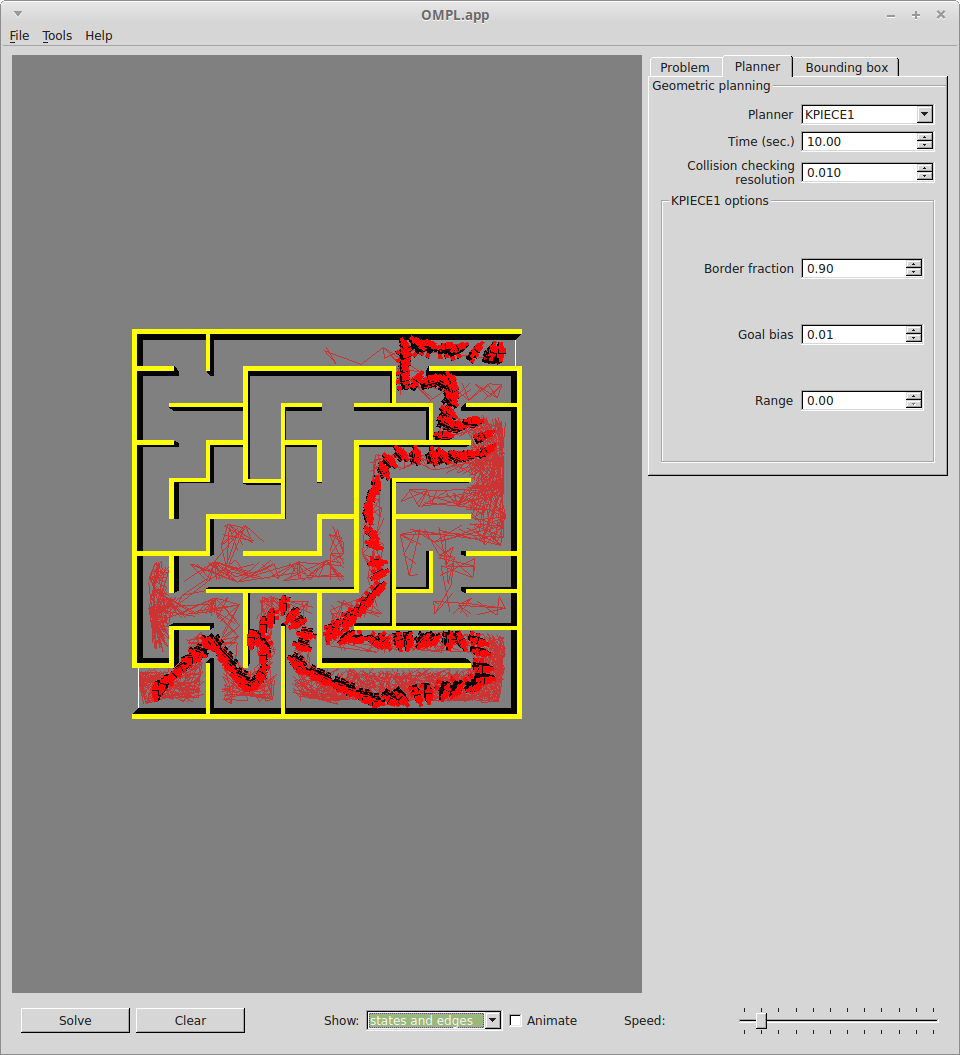 OMPL.app
File Tools Help
Problem Planner Bounding box
Geometric planning
Planner KPIECE1
Time (sec.) 10.00
Collision checking
resolution 0.010
KPIECE1 options
Border fraction 0.90
Goal bias 0.01
Range 0.00
Solve Clear Show: states and edges Animate Speed: